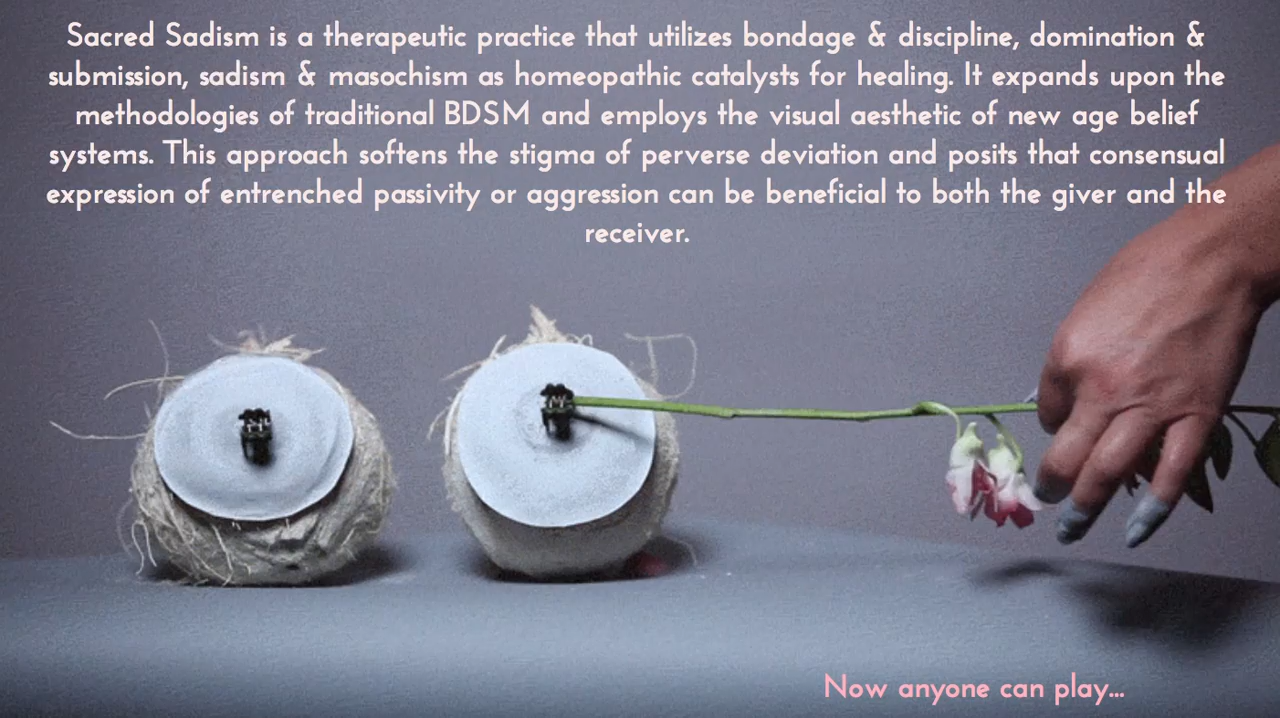 Sacred Sadism is a therapeutic practice that utilizes bondage & discipline, domination &
submission, sadism & masochism as homeopathic catalysts for healing. It expands upon the
methodologies of traditional BDSM and employs the visual aesthetic of new age belief
systems. This approach softens the stigma of perverse deviation and posits that consensual
expression of entrenched passivity or aggression can be beneficial to both the giver and the
receiver.
Now anyone can play...